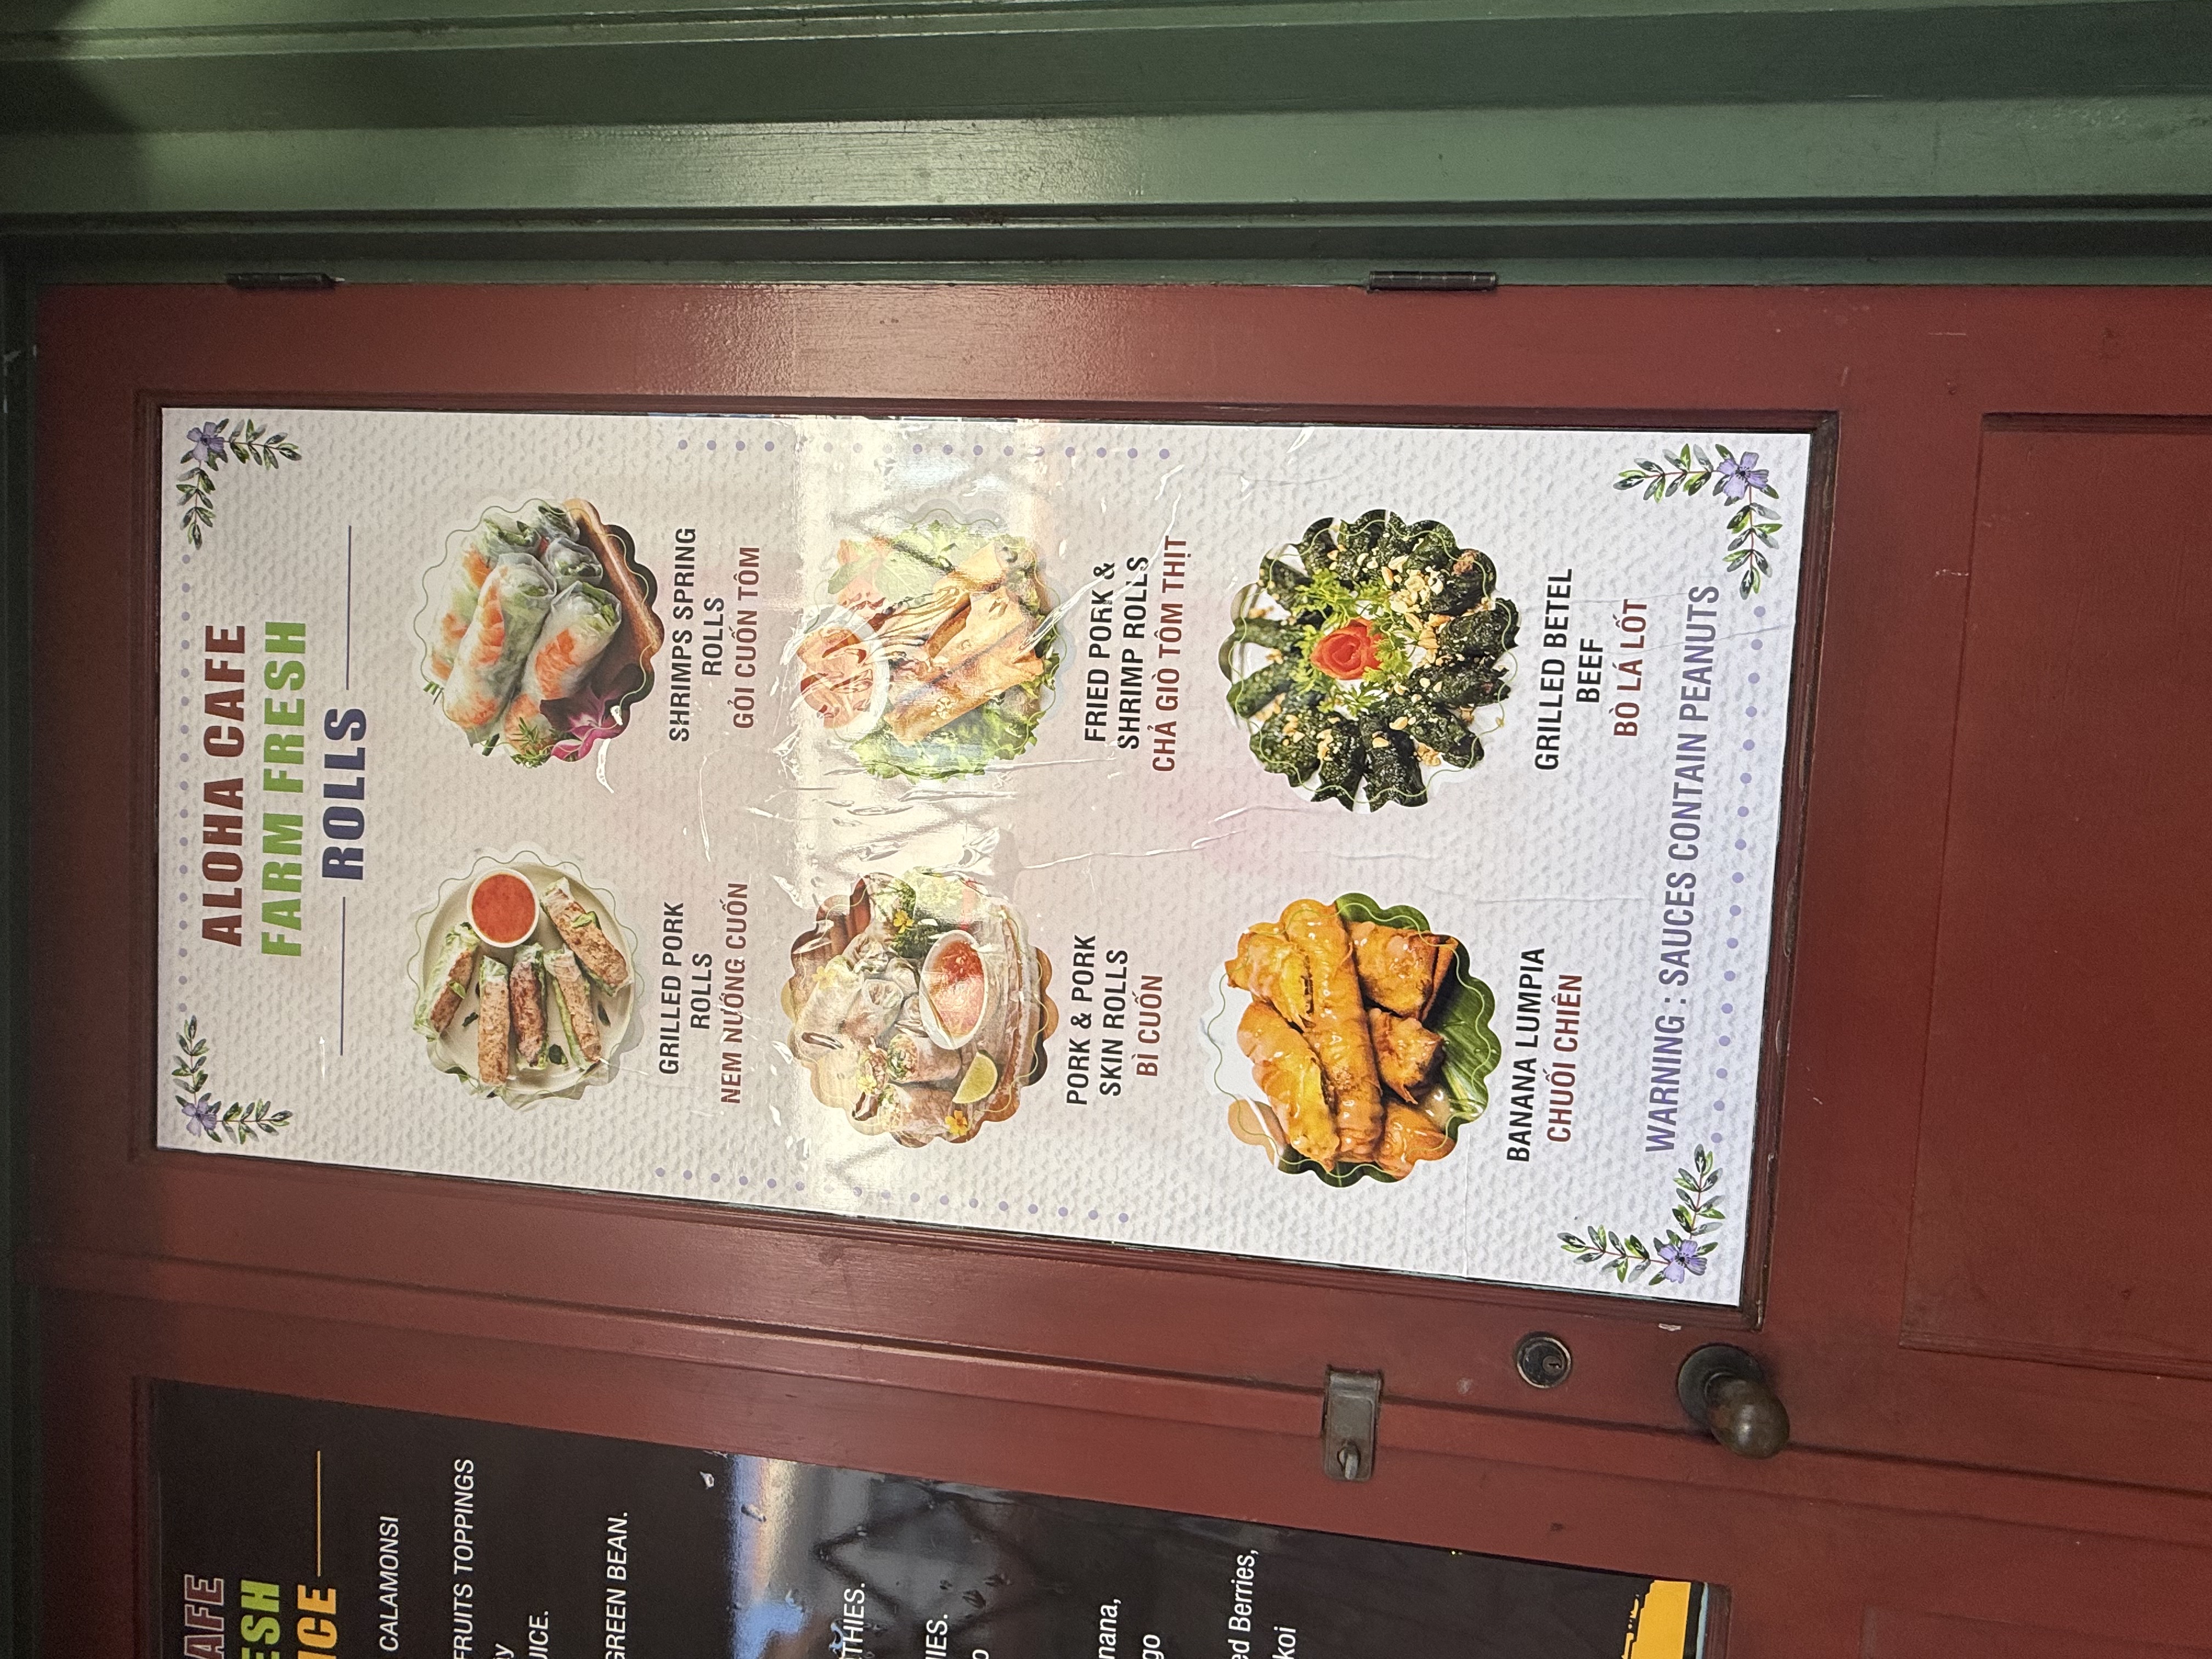 AFE
ESH
ICE
CALAMONSI
FRUITS TOPPINGS
UICE.
GREEN BEAN.
THIES.
IES.
nana,
go
ed Berries,
koi
ALOHA CAFE
FARM FRESH
ROLLS
GRILLED PORK
ROLLS
NEM NƯỚNG CUỐN
SHRIMPS SPRING
ROLLS
GỎI CUỐN TÔM
PORK & PORK
SKIN ROLLS
BÌ CUỐN
FRIED PORK &
SHRIMP ROLLS
CHẢ GIÒ TÔM THỊT
BANANA LUMPIA
CHUỐI CHIÊN
GRILLED BETEL
BEEF
BÒ LÁ LỐT
WARNING : SAUCES CONTAIN PEANUTS